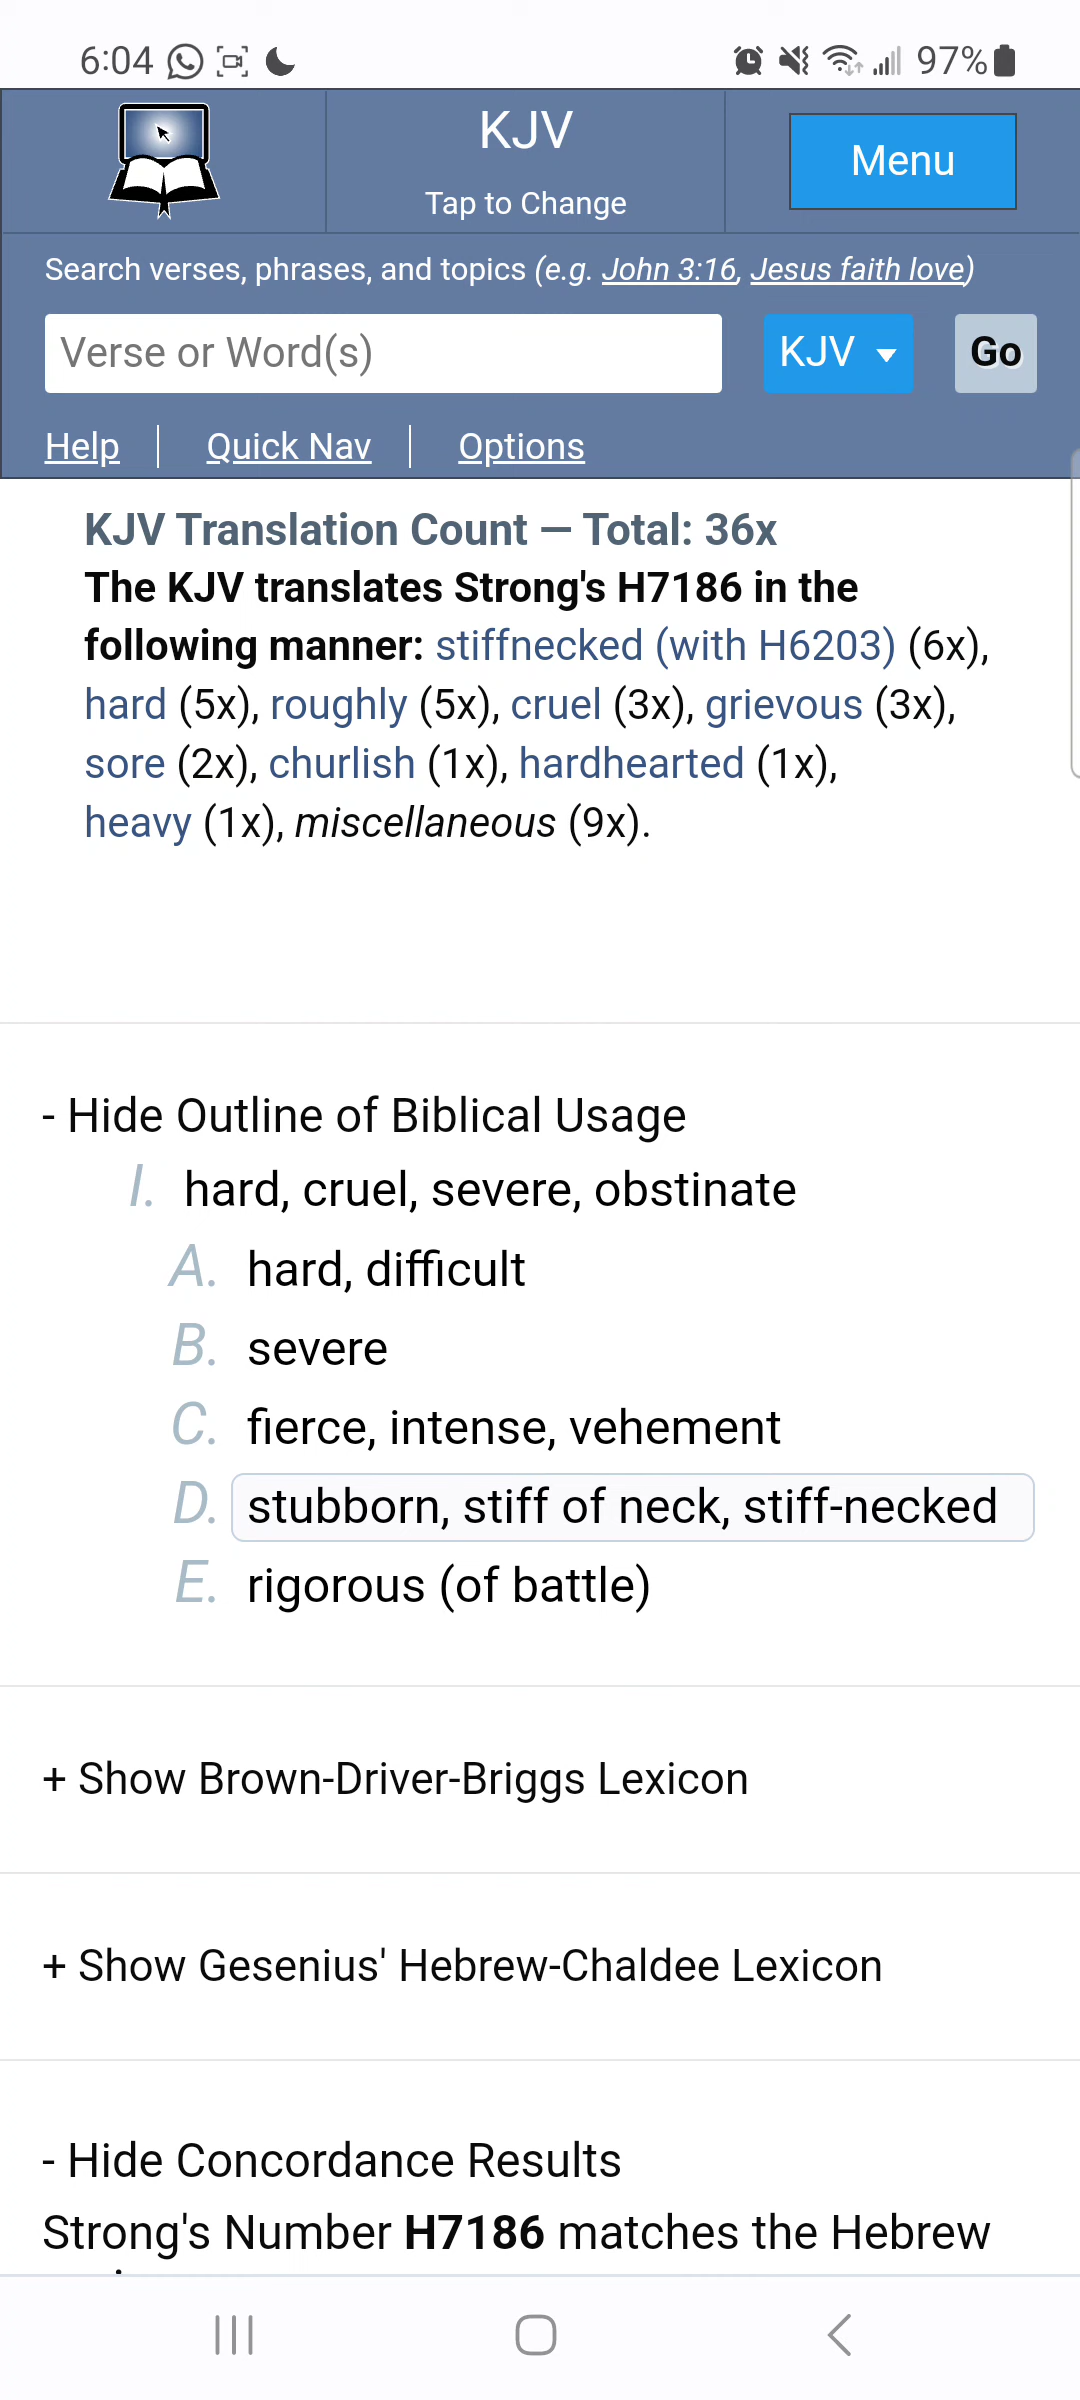 6:04 97%
KJV
Tap to Change
Menu
Search verses, phrases, and topics (e.g. John 3:16, Jesus faith love)
Verse or Word(s) KJV Go
Help Quick Nav Options
KJV Translation Count — Total: 36x
The KJV translates Strong's H7186 in the
following manner: stiffnecked (with H6203) (6x),
hard (5x), roughly (5x), cruel (3x), grievous (3x),
sore (2x), churlish (1x), hardhearted (1x),
heavy (1x), miscellaneous (9x).
- Hide Outline of Biblical Usage
I. hard, cruel, severe, obstinate
A. hard, difficult
B. severe
C. fierce, intense, vehement
D. stubborn, stiff of neck, stiff-necked
E. rigorous (of battle)
+ Show Brown-Driver-Briggs Lexicon
+ Show Gesenius' Hebrew-Chaldee Lexicon
- Hide Concordance Results
Strong's Number H7186 matches the Hebrew